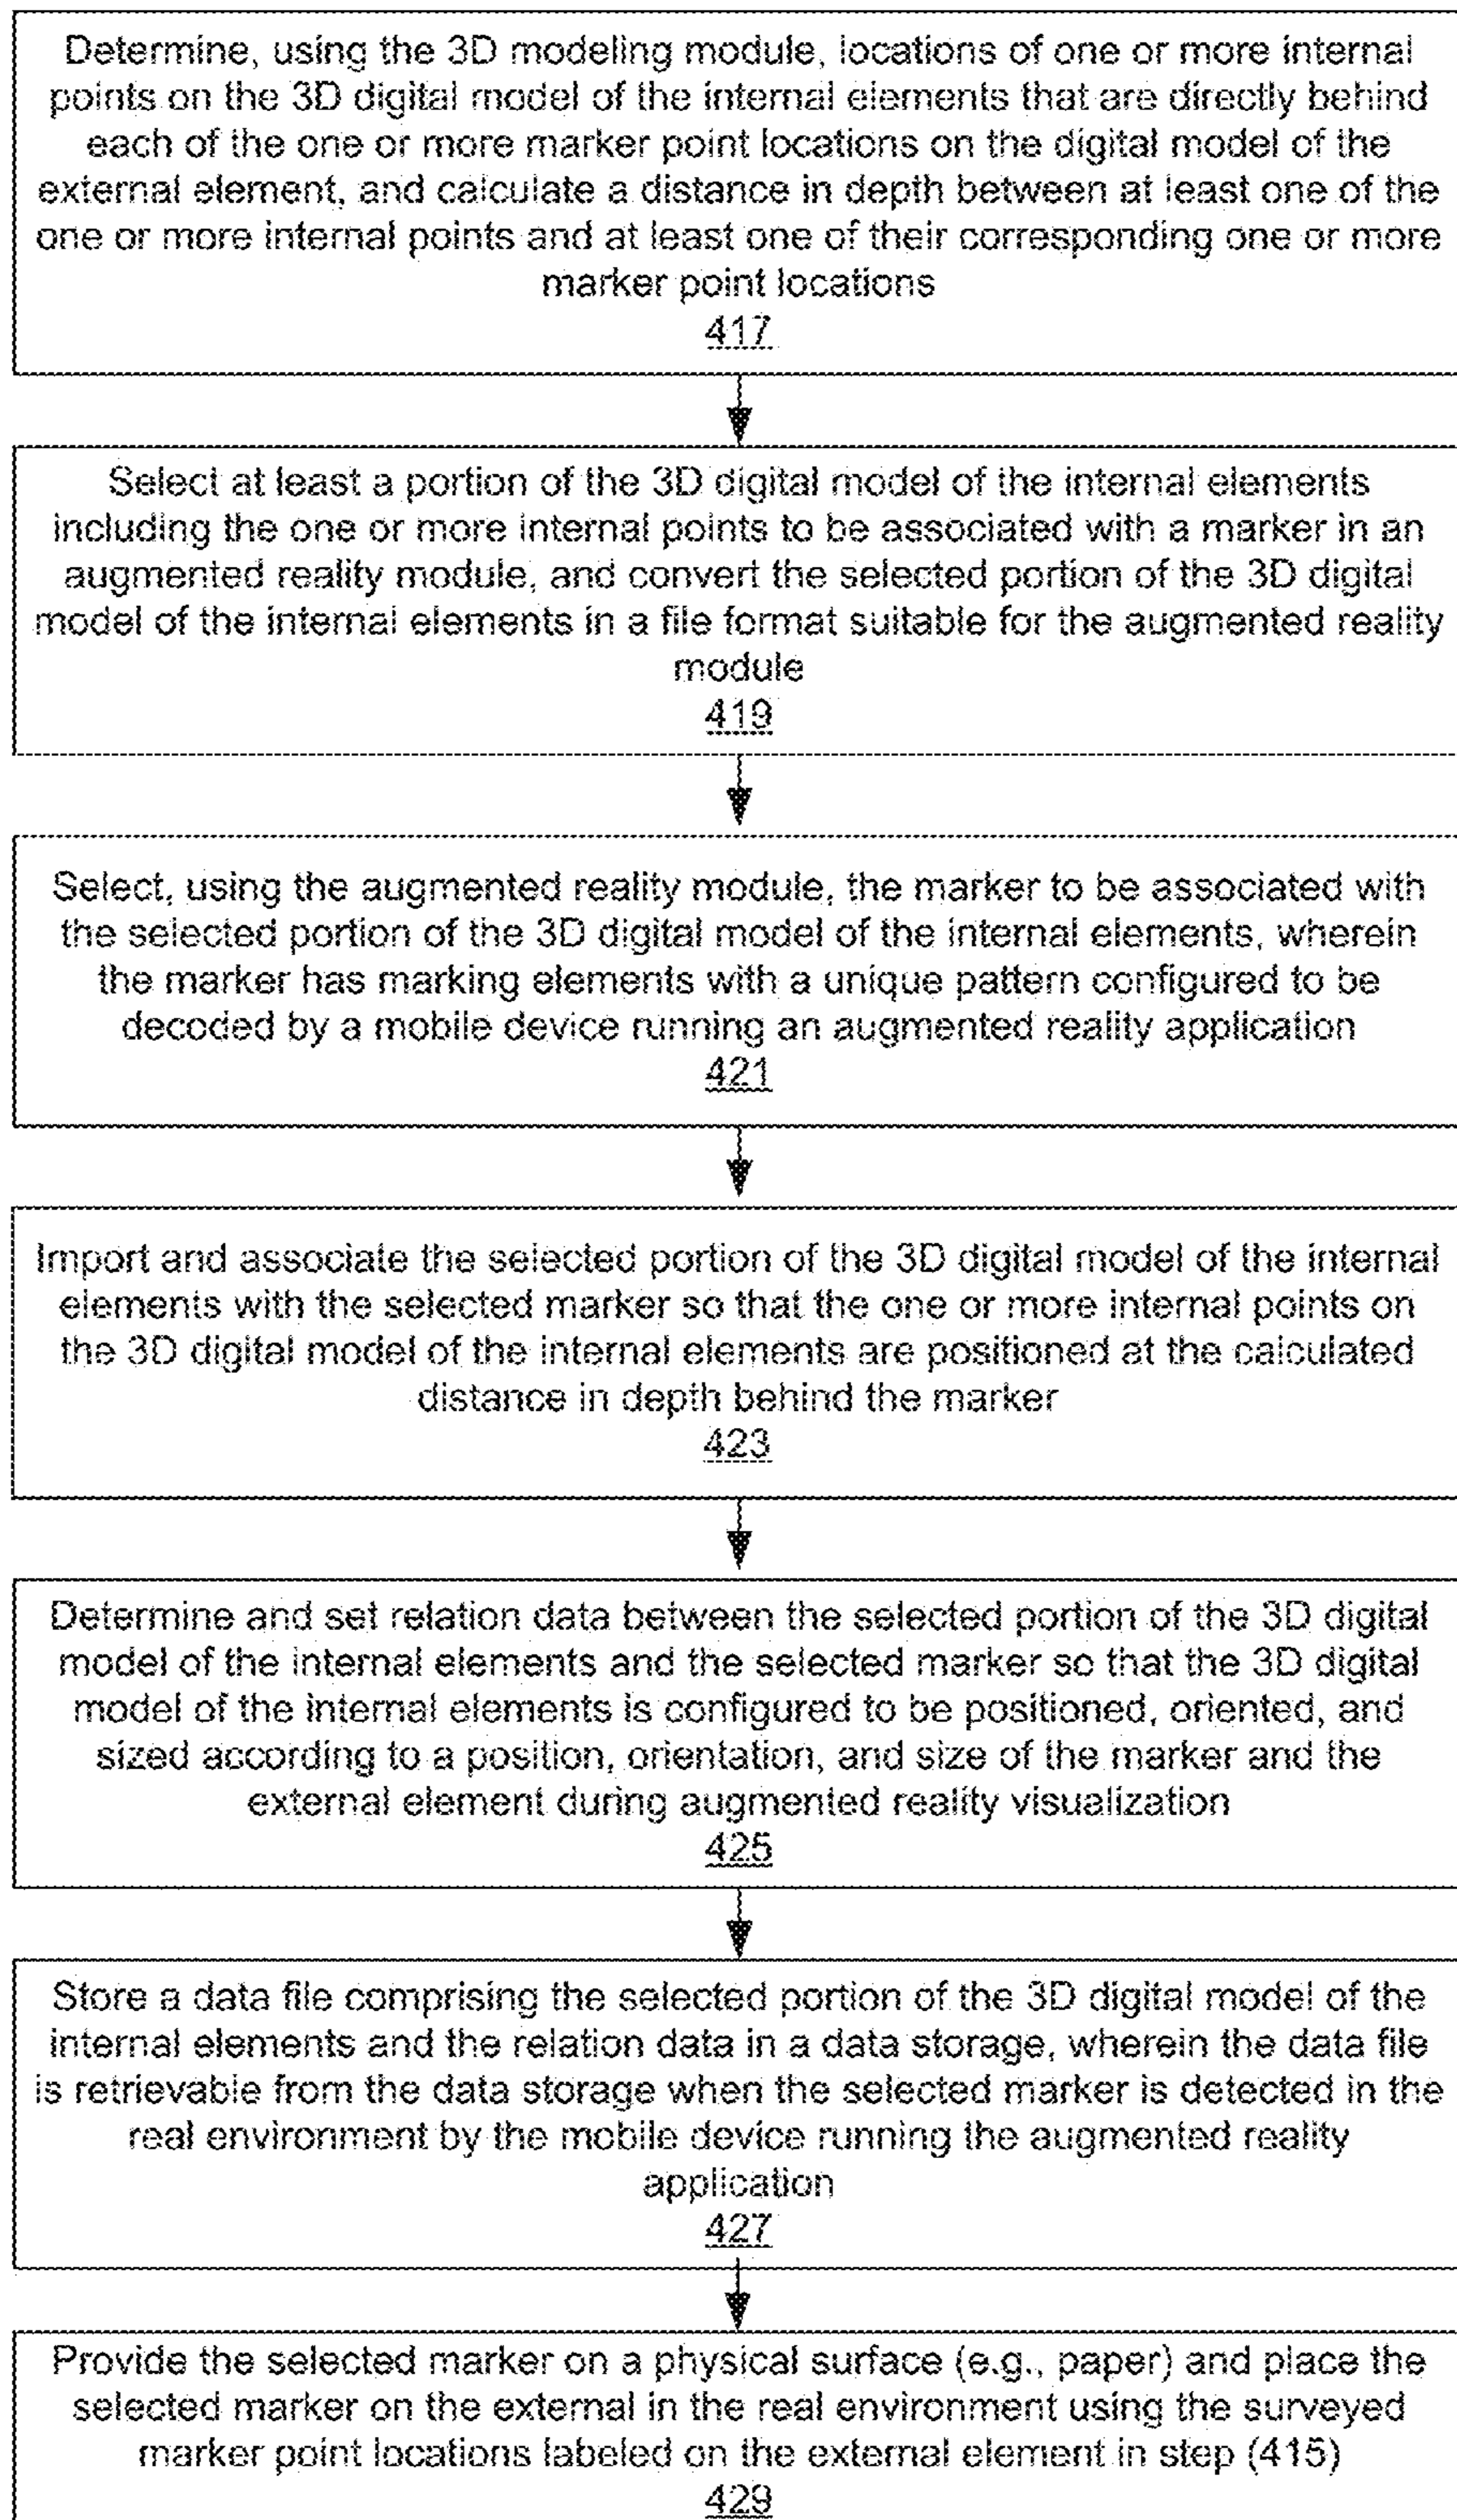 Determine, using the 3D modeling module, locations of one or more internal
points on the 3D digital model of the internal elements that are directly behind
each of the one or more marker point locations on the digital model of the
external element, and calculate a distance in depth between at least one of the
one or more internal points and at least one of their corresponding one or more
marker point locations
417
Select at least a portion of the 3D digital model of the internal elements
including the one or more internal points to be associated with a marker in an
augmented reality module, and convert the selected portion of the 3D digital
model of the internal elements in a file format suitable for the augmented reality
module
419
Select, using the augmented reality module, the marker to be associated with
the selected portion of the 3D digital model of the internal elements, wherein
the marker has marking elements with a unique pattern configured to be
decoded by a mobile device running an augmented reality application
421
Import and associate the selected portion of the 3D digital model of the internal
elements with the selected marker so that the one or more internal points on
the 3D digital model of the internal elements are positioned at the calculated
distance in depth behind the marker
423
Determine and set relation data between the selected portion of the 3D digital
model of the internal elements and the selected marker so that the 3D digital
model of the internal elements is configured to be positioned, oriented, and
sized according to a position, orientation, and size of the marker and the
external element during augmented reality visualization
425
Store a data file comprising the selected portion of the 3D digital model of the
internal elements and the relation data in a data storage, wherein the data file
is retrievable from the data storage when the selected marker is detected in the
real environment by the mobile device running the augmented reality
application
427
Provide the selected marker on a physical surface (e.g., paper) and place the
selected marker on the external in the real environment using the surveyed
marker point locations labeled on the external element in step (415)
429